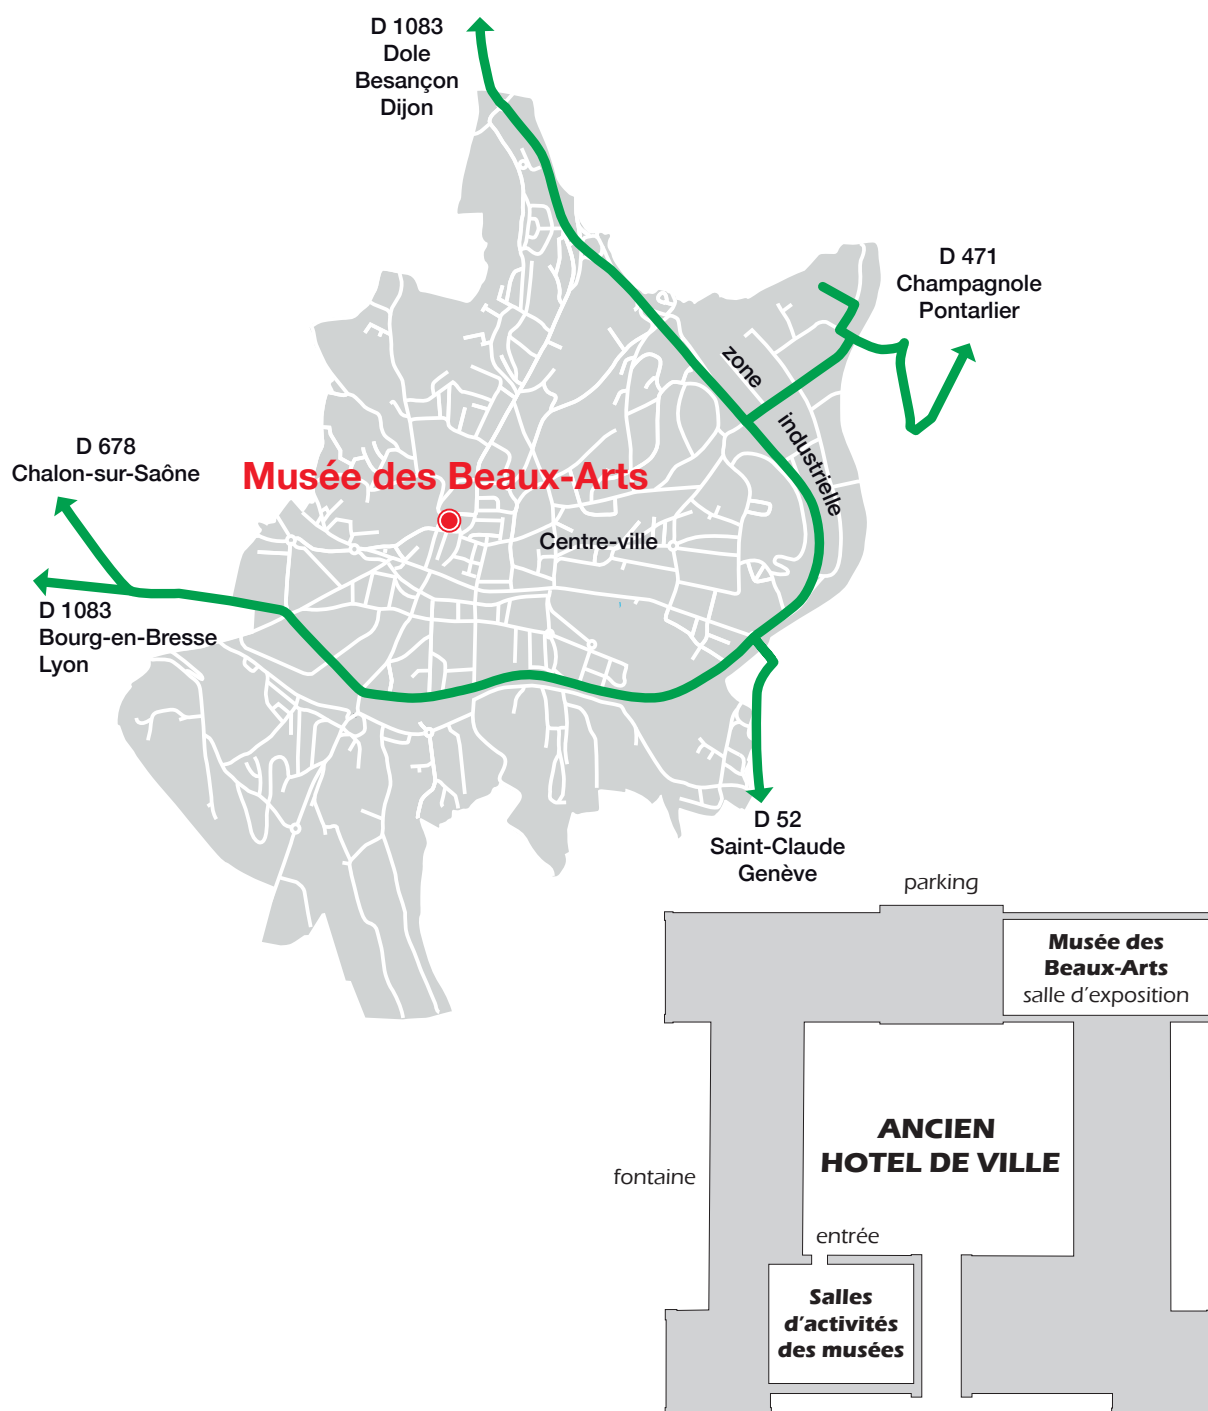 D 1083
Dole
Besançon
Dijon
D 471
Champagnole
Pontarlier
zone
industrielle
D 678
Chalon-sur-Saône
Musée des Beaux-Arts
Centre-ville
D 1083
Bourg-en-Bresse
Lyon
D 52
Saint-Claude
Genève
parking
Musée des
Beaux-Arts
salle d'exposition
ANCIEN
HOTEL DE VILLE
fontaine
entrée
Salles
d'activités
des musées